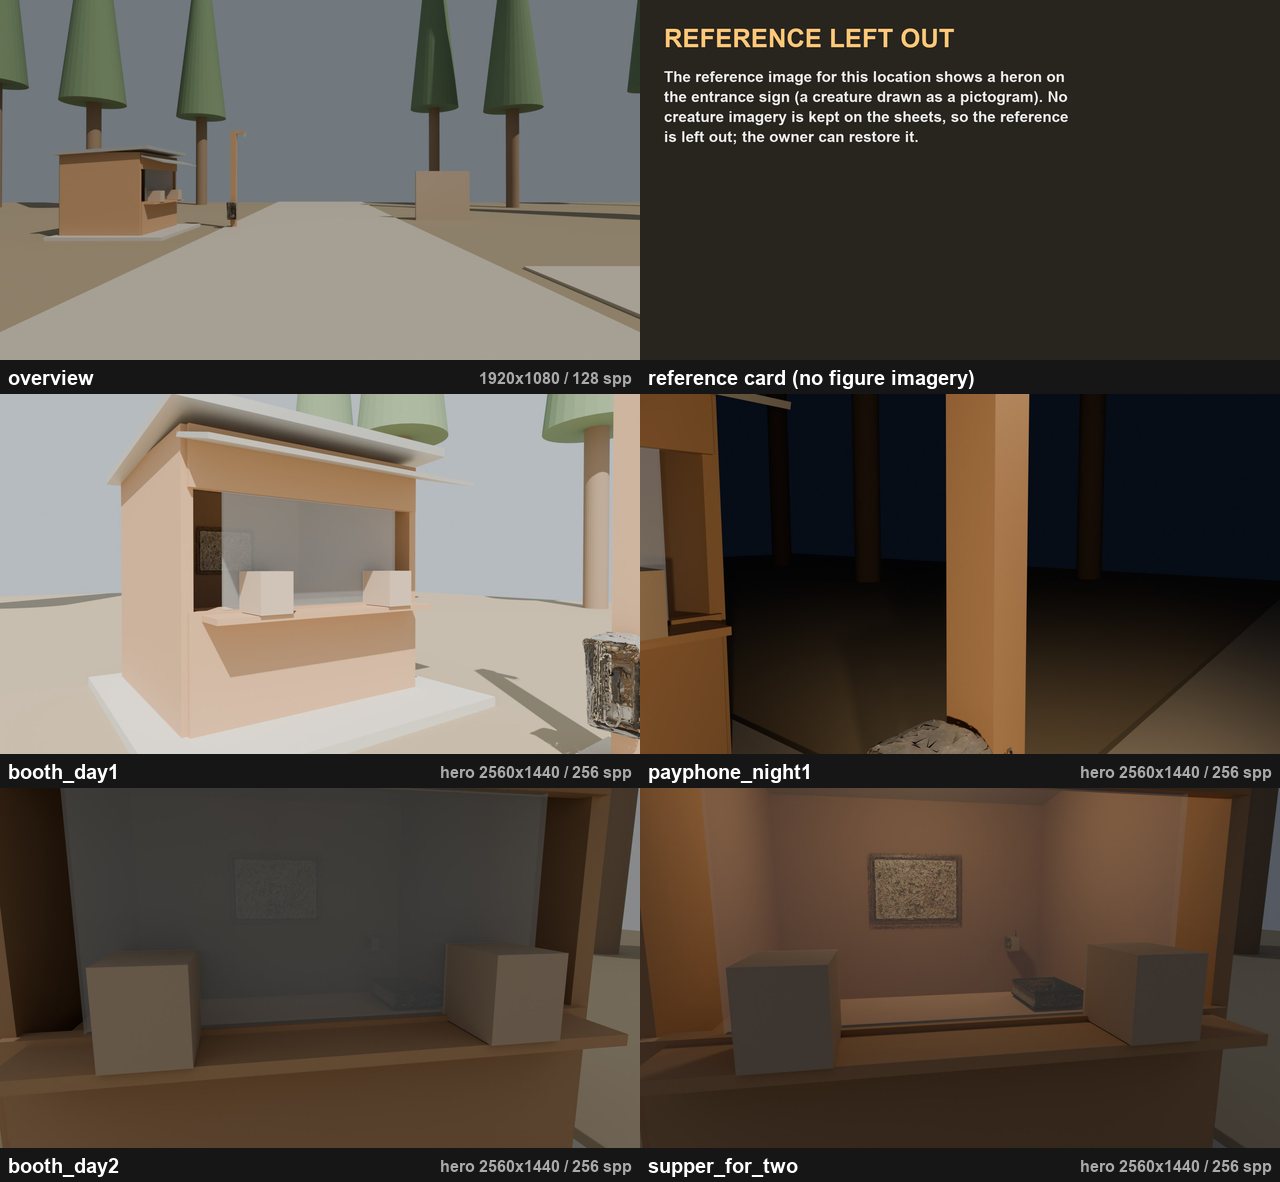 REFERENCE LEFT OUT
The reference image for this location shows a heron on
the entrance sign (a creature drawn as a pictogram). No
creature imagery is kept on the sheets, so the reference
is left out; the owner can restore it.
overview
1920x1080 / 128 spp
reference card (no figure imagery)
booth_day1
hero 2560x1440 / 256 spp
payphone_night1
hero 2560x1440 / 256 spp
booth_day2
hero 2560x1440 / 256 spp
supper_for_two
hero 2560x1440 / 256 spp